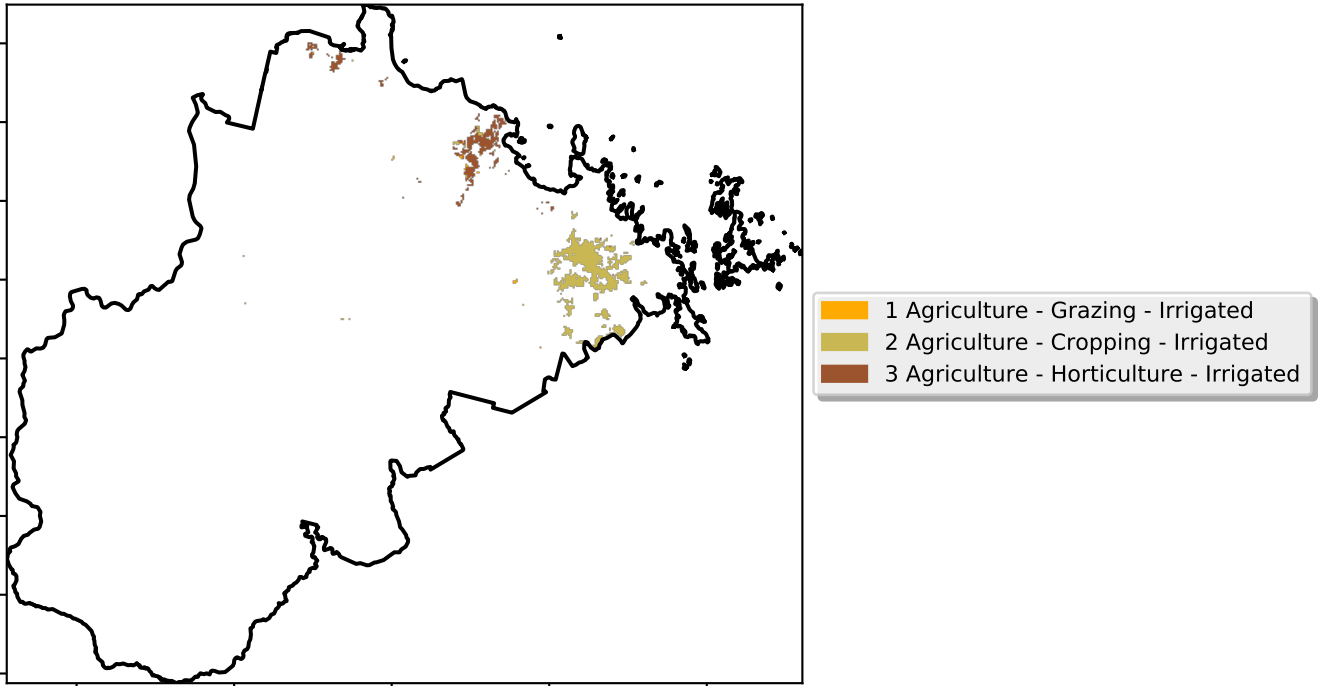 1 Agriculture - Grazing - Irrigated
2 Agriculture - Cropping - Irrigated
3 Agriculture - Horticulture - Irrigated